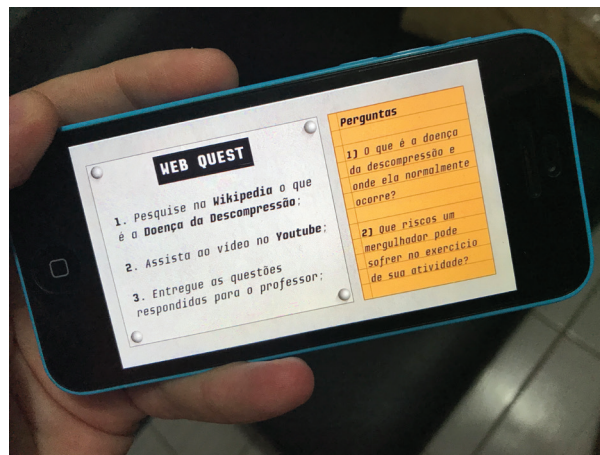 WEB QUEST
1. Pesquise na Wikipedia o que
é a Doença da Descompressão;
2. Assista ao video no Youtube;
3. Entregue as questões
respondidas para o professor;
Perguntas
1) O que é a doença
da descompressão e
onde ela normalmente
ocorre?
2) Que riscos um
mergulhador pode
sofrer no exercício
de sua atividade?